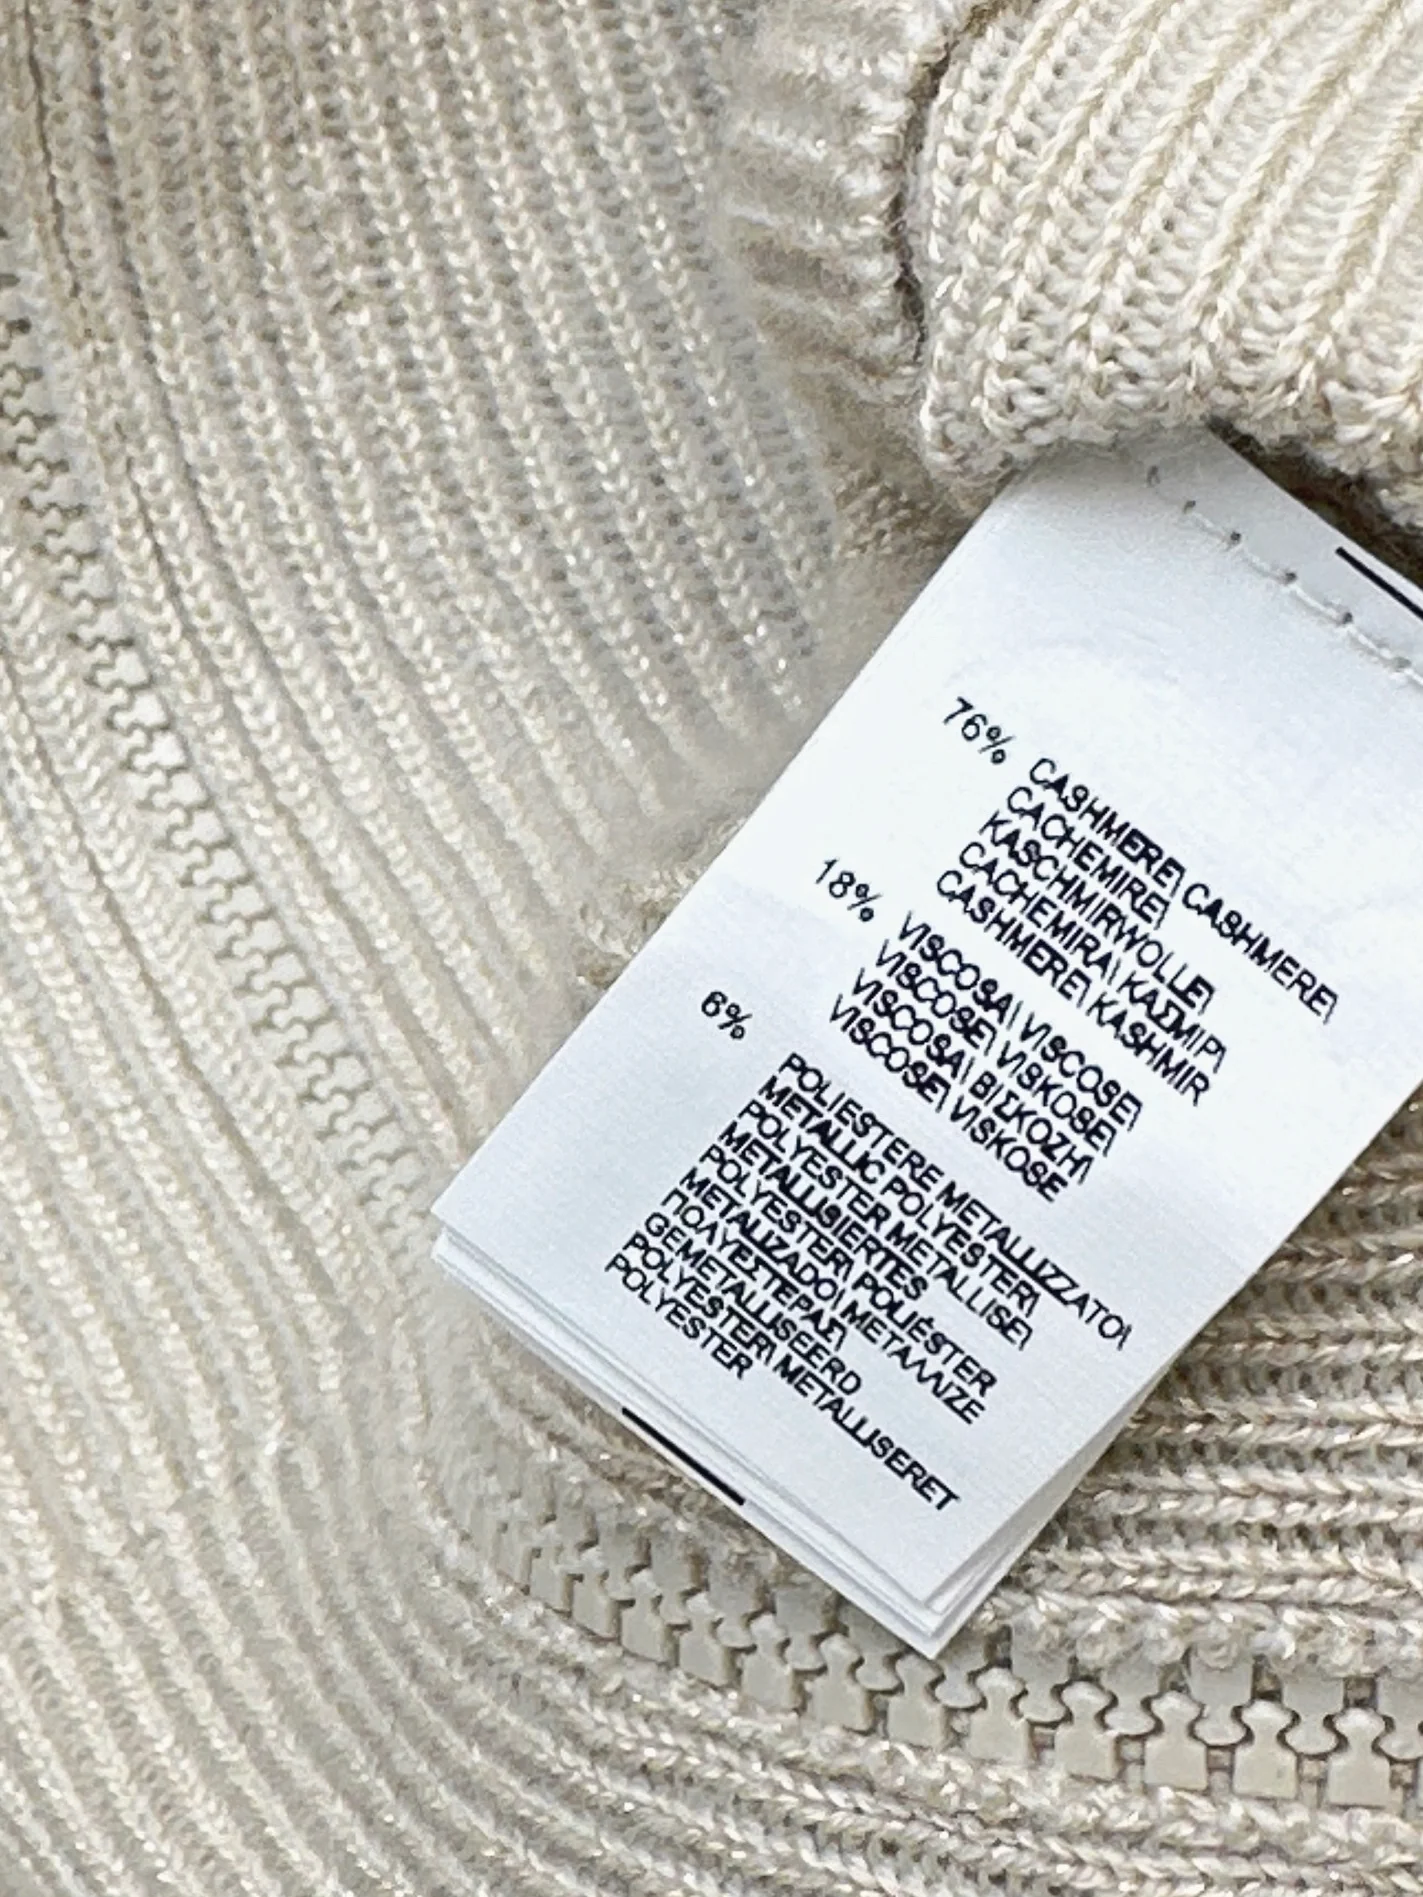 76% CASHMERE\ CASHMERE\
CACHEMIRE\
KASCHMIRWOLLE\
CACHEMIRA\ ΚΑΣΜΙΡ\
CASHMERE\ KASHMIR
18% VISCOSA\ VISCOSE\
VISCOSE\ VISKOSE\
VISCOSA\ ΒΙΣΚΟΖΗ\
VISCOSE\ VISKOSE
6% POLIESTERE METALLIZZATO\
METALLIC POLYESTER\
POLYESTER METALLISE\
METALLISIERTES
POLYESTER\ POLIÉSTER
METALIZADO\ ΜΕΤΑΛΛΙΖΕ
ΠΟΛΥΕΣΤΕΡΑΣ\
GEMETALLISEERD
POLYESTER\ METALLISERET
POLYESTER